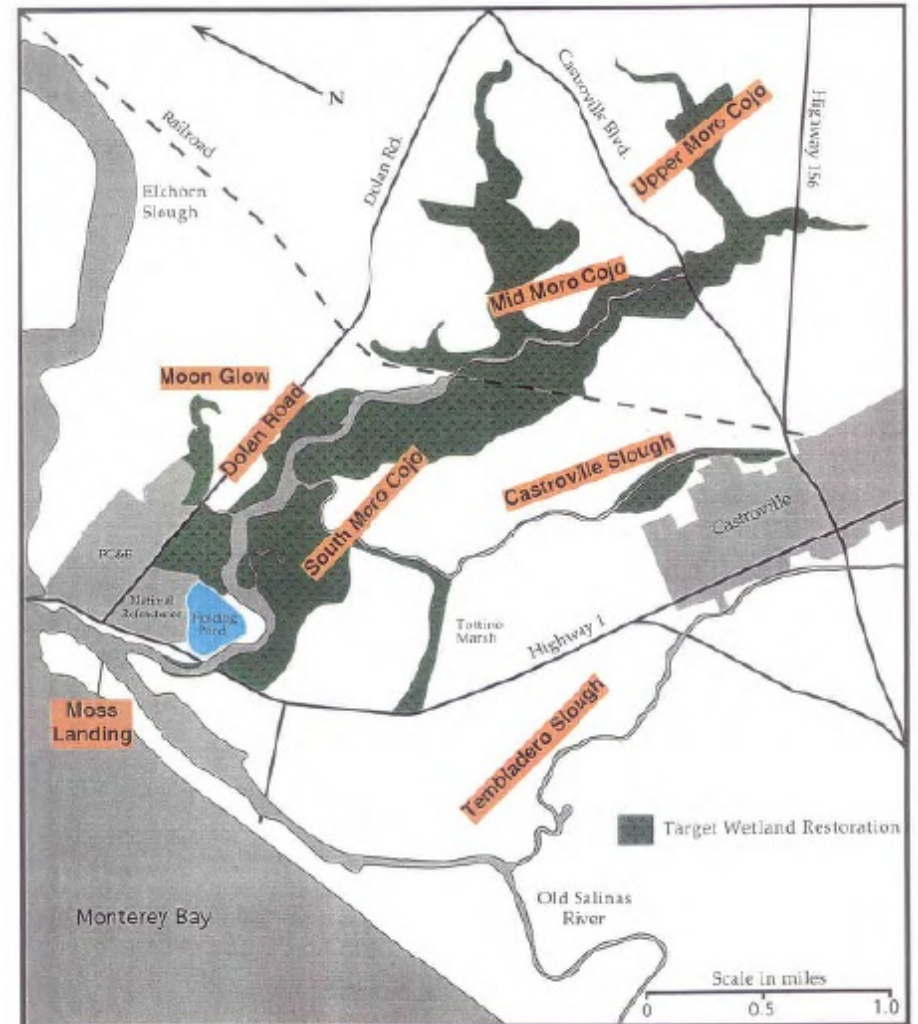 N
Railroad
Elkhorn
Slough
Dolan Rd.
Castroville Blvd.
Upper Moro Cojo
Highway 156
Mid Moro Cojo
Moon Glow
Dolan Road
South Moro Cojo
Castroville Slough
Castroville
PG&E
National
Refractories
Holding
Pond
Tottino
Marsh
Highway 1
Moss
Landing
Tembladero Slough
Target Wetland Restoration
Monterey Bay
Old Salinas
River
Scale in miles
0 0.5 1.0